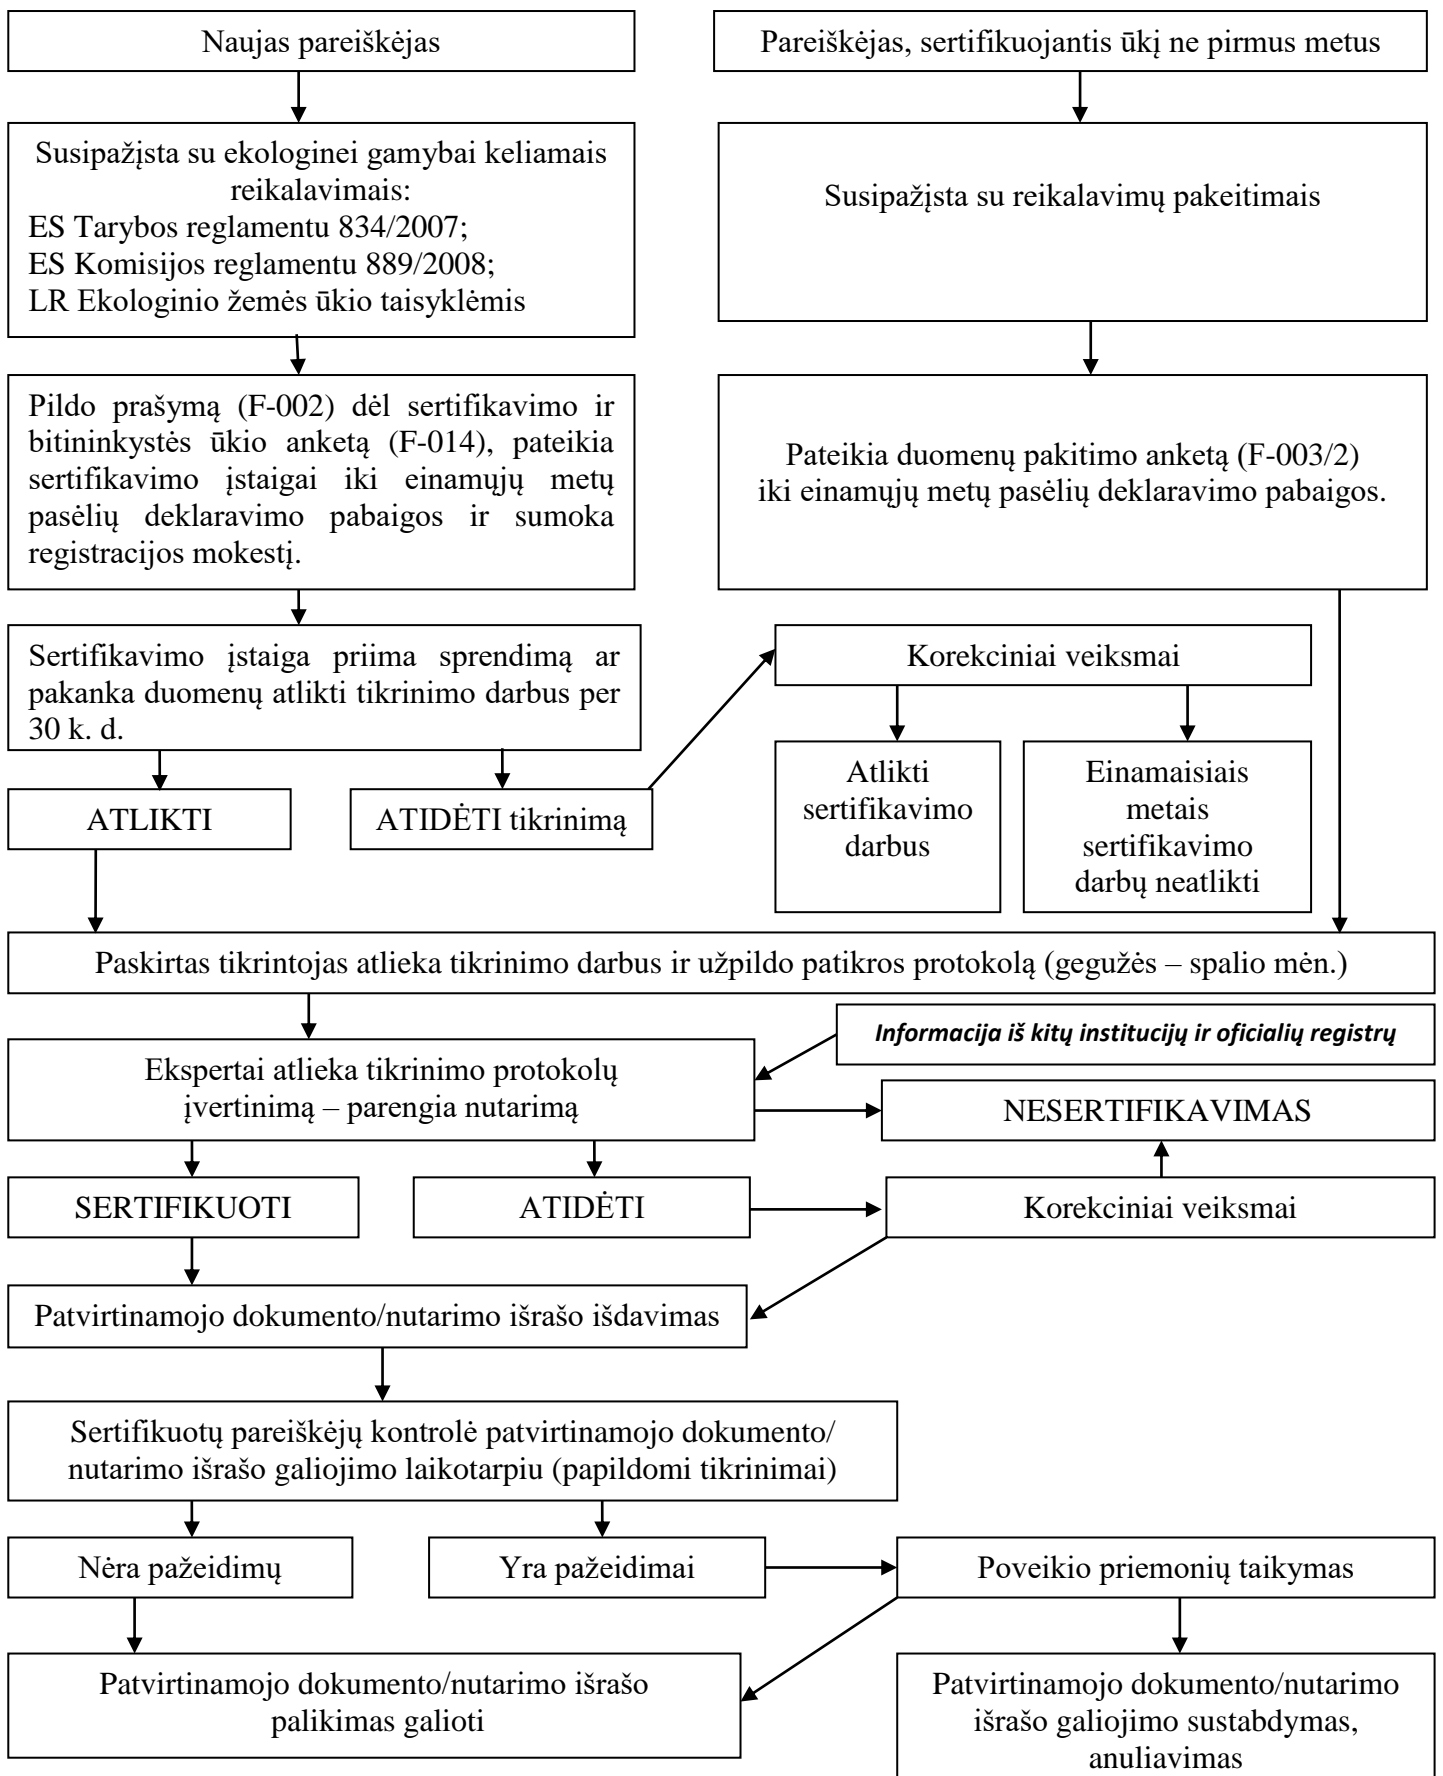 Naujas pareiškėjas
Pareiškėjas, sertifikuojantis ūkį ne pirmus metus
Susipažįsta su ekologinei gamybai keliamais
reikalavimais:
ES Tarybos reglamentu 834/2007;
ES Komisijos reglamentu 889/2008;
LR Ekologinio žemės ūkio taisyklėmis
Susipažįsta su reikalavimų pakeitimais
Pildo prašymą (F-002) dėl sertifikavimo ir
bitininkystės ūkio anketą (F-014), pateikia
sertifikavimo įstaigai iki einamųjų metų
pasėlių deklaravimo pabaigos ir sumoka
registracijos mokestį.
Pateikia duomenų pakitimo anketą (F-003/2)
iki einamųjų metų pasėlių deklaravimo pabaigos.
Sertifikavimo įstaiga priima sprendimą ar
pakanka duomenų atlikti tikrinimo darbus per
30 k. d.
Korekciniai veiksmai
ATLIKTI
ATIDĖTI tikrinimą
Atlikti
sertifikavimo
darbus
Einamaisiais
metais
sertifikavimo
darbų neatlikti
Paskirtas tikrintojas atlieka tikrinimo darbus ir užpildo patikros protokolą (gegužės – spalio mėn.)
Informacija iš kitų institucijų ir oficialių registrų
Ekspertai atlieka tikrinimo protokolų
įvertinimą – parengia nutarimą
NESERTIFIKAVIMAS
SERTIFIKUOTI
ATIDĖTI
Korekciniai veiksmai
Patvirtinamojo dokumento/nutarimo išrašo išdavimas
Sertifikuotų pareiškėjų kontrolė patvirtinamojo dokumento/
nutarimo išrašo galiojimo laikotarpiu (papildomi tikrinimai)
Nėra pažeidimų
Yra pažeidimai
Poveikio priemonių taikymas
Patvirtinamojo dokumento/nutarimo išrašo
palikimas galioti
Patvirtinamojo dokumento/nutarimo
išrašo galiojimo sustabdymas,
anuliavimas